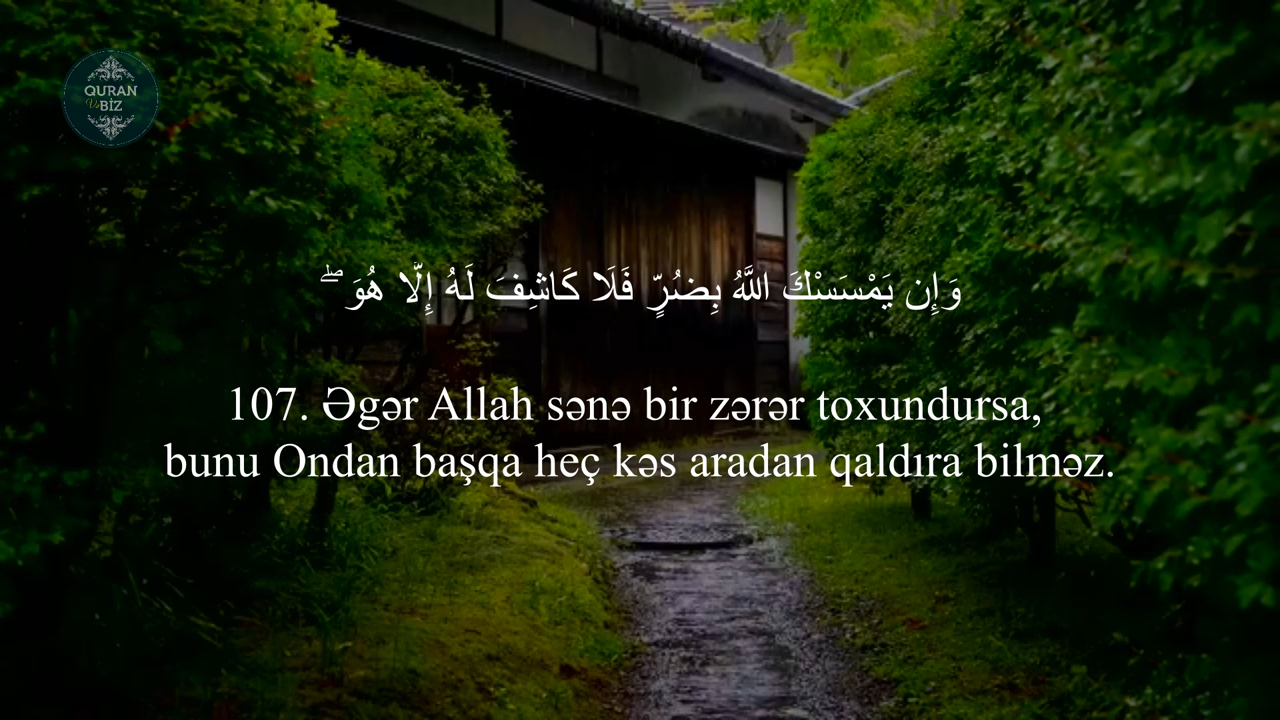 QURAN
Və BİZ
وَإِن يَمْسَسْكَ اللَّهُ بِضُرٍّ فَلَا كَاشِفَ لَهُ إِلَّا هُوَ ۖ
107. Əgər Allah sənə bir zərər toxundursa,
bunu Ondan başqa heç kəs aradan qaldıra bilməz.